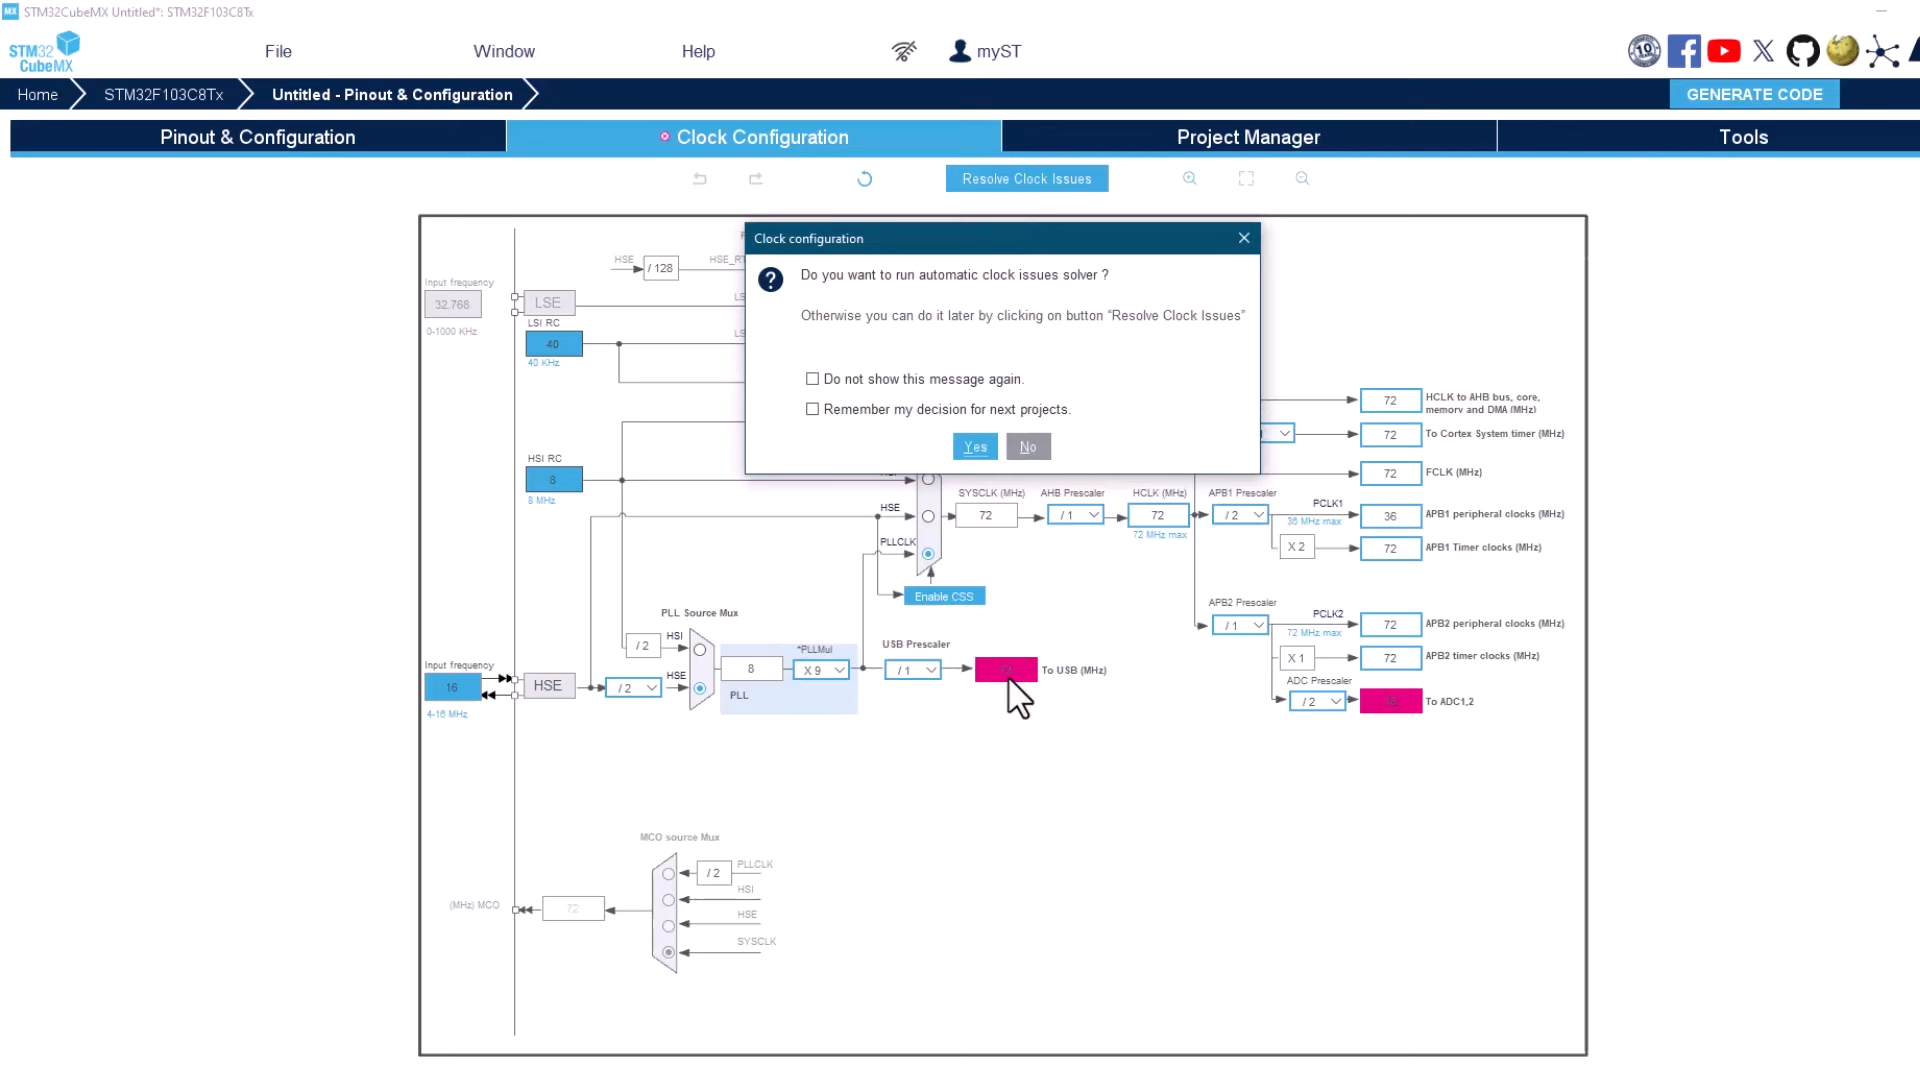 MX STM32CubeMX Untitled*: STM32F103C8Tx
STM32
CubeMX
File
Window
Help
myST
10
Home
STM32F103C8Tx
Untitled - Pinout & Configuration
GENERATE CODE
Pinout & Configuration
Clock Configuration
Project Manager
Tools
Resolve Clock Issues
Clock configuration
Do you want to run automatic clock issues solver ?
Otherwise you can do it later by clicking on button “Resolve Clock Issues”
Do not show this message again.
Remember my decision for next projects.
Yes
No
HSE
/ 128
HSE_RT
Input frequency
32.768
0-1000 KHz
LSE
LSI RC
40
40 KHz
HSI RC
8
8 MHz
HSE
PLLCLK
Enable CSS
SYSCLK (MHz)
72
AHB Prescaler
/ 1
HCLK (MHz)
72
72 MHz max
APB1 Prescaler
/ 2
PCLK1
36 MHz max
X 2
72
HCLK to AHB bus, core,
memory and DMA (MHz)
72
To Cortex System timer (MHz)
72
FCLK (MHz)
36
APB1 peripheral clocks (MHz)
72
APB1 Timer clocks (MHz)
APB2 Prescaler
/ 1
PCLK2
72 MHz max
72
APB2 peripheral clocks (MHz)
X 1
72
APB2 timer clocks (MHz)
ADC Prescaler
/ 2
To ADC1,2
PLL Source Mux
/ 2
HSI
HSE
Input frequency
16
4-16 MHz
HSE
/ 2
8
*PLLMul
X 9
PLL
USB Prescaler
/ 1
To USB (MHz)
MCO source Mux
/ 2
PLLCLK
HSI
HSE
SYSCLK
(MHz) MCO
72